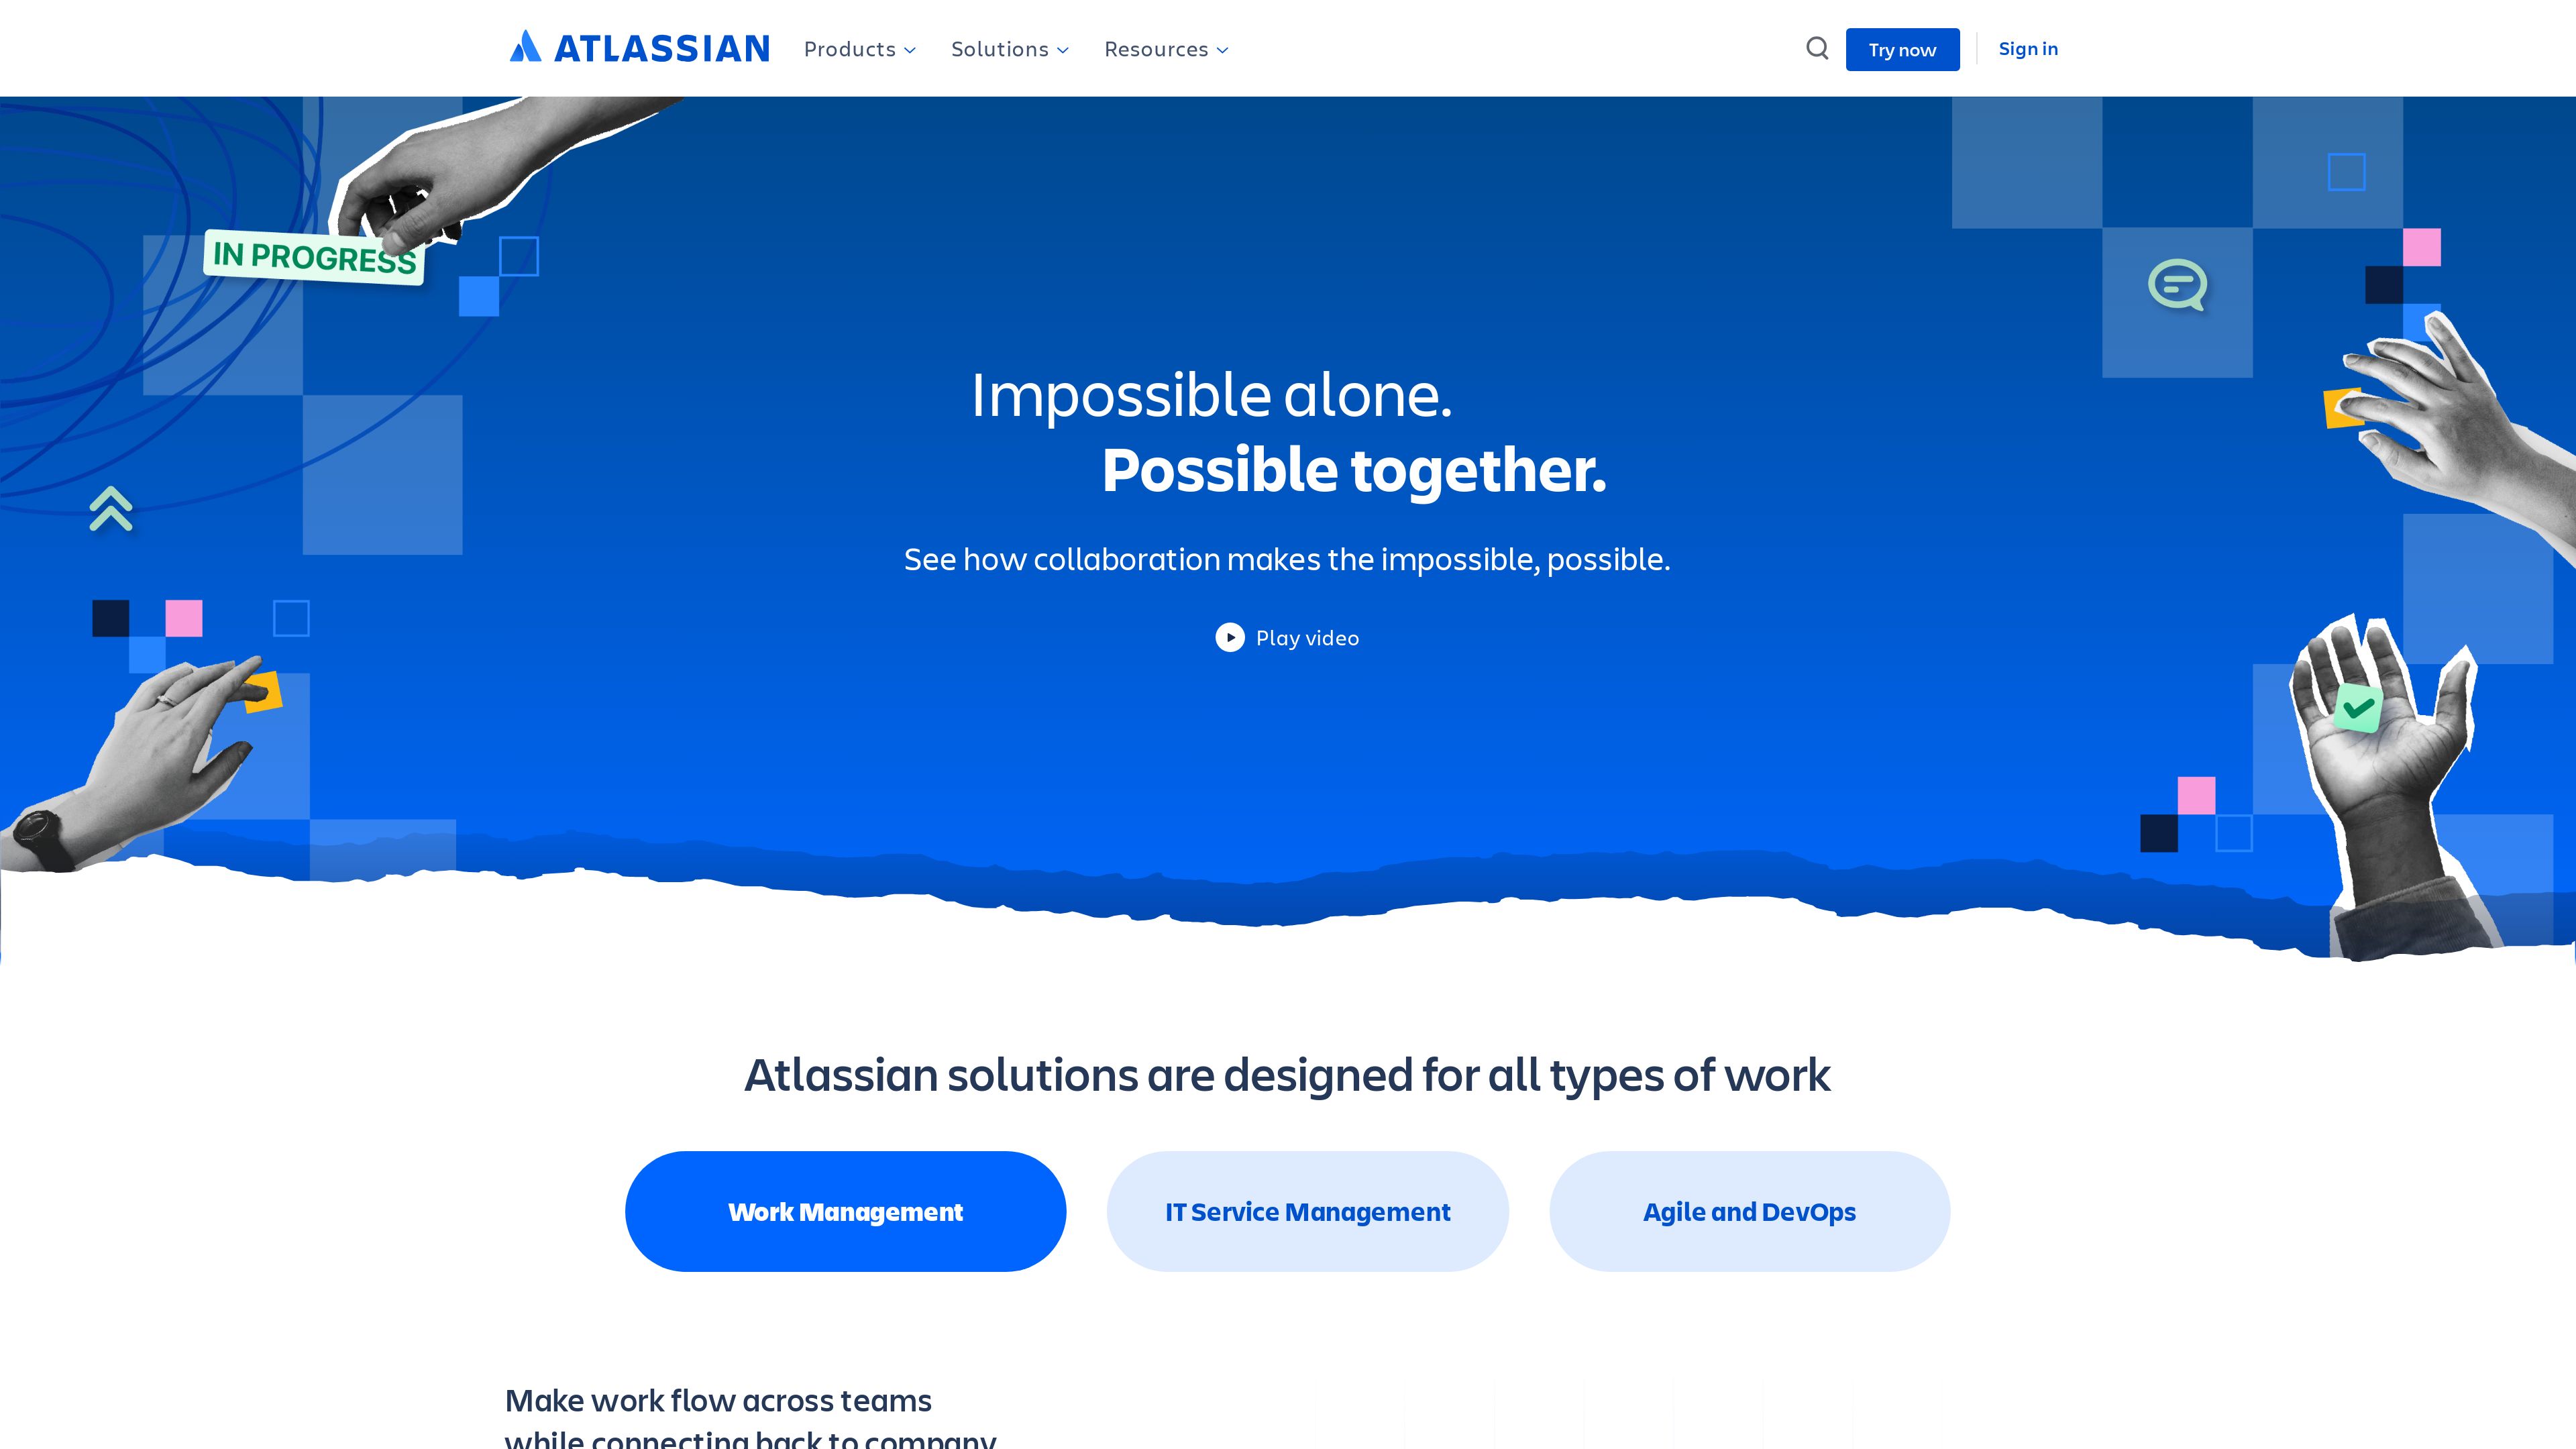 ATLASSIAN
Products
Solutions
Resources
Try now
Sign in
IN PROGRESS
Impossible alone.
Possible together.
See how collaboration makes the impossible, possible.
Play video
Atlassian solutions are designed for all types of work
Work Management
IT Service Management
Agile and DevOps
Make work flow across teams
while connecting back to company